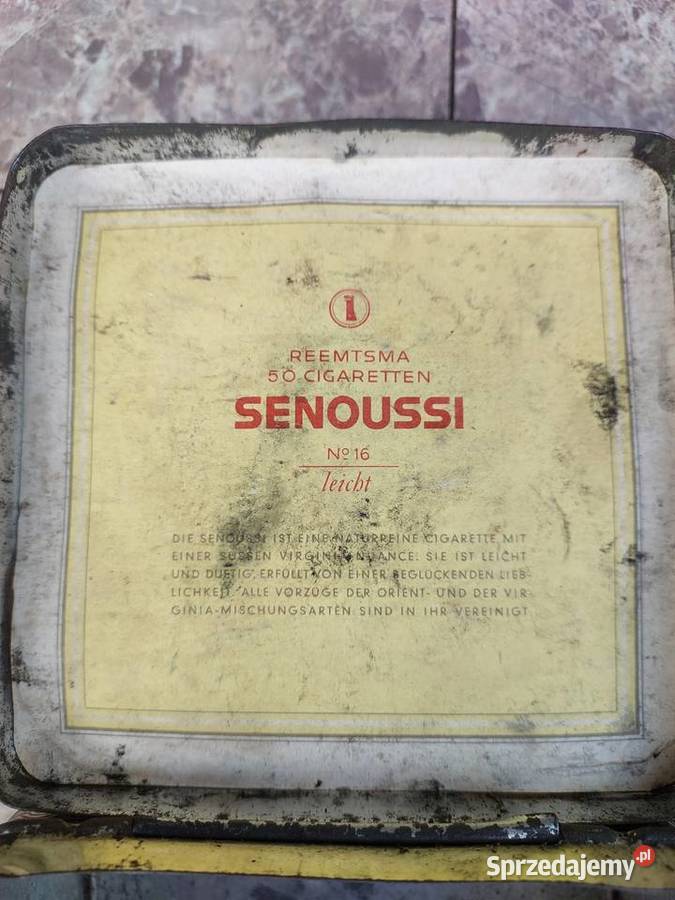 REEMTSMA
50 CIGARETTEN
SENOUSSI
Nº 16
leicht
DIE SENOUSSI IST EINE NATURREINE CIGARETTE MIT
EINER SÜSSEN VIRGINIA-NUANCE. SIE IST LEICHT
UND DUFTIG, ERFÜLLT VON EINER BEGLÜCKENDEN LIEB-
LICHKEIT. ALLE VORZÜGE DER ORIENT- UND DER VIR-
GINIA-MISCHUNGSARTEN SIND IN IHR VEREINIGT
Sprzedajemy.pl